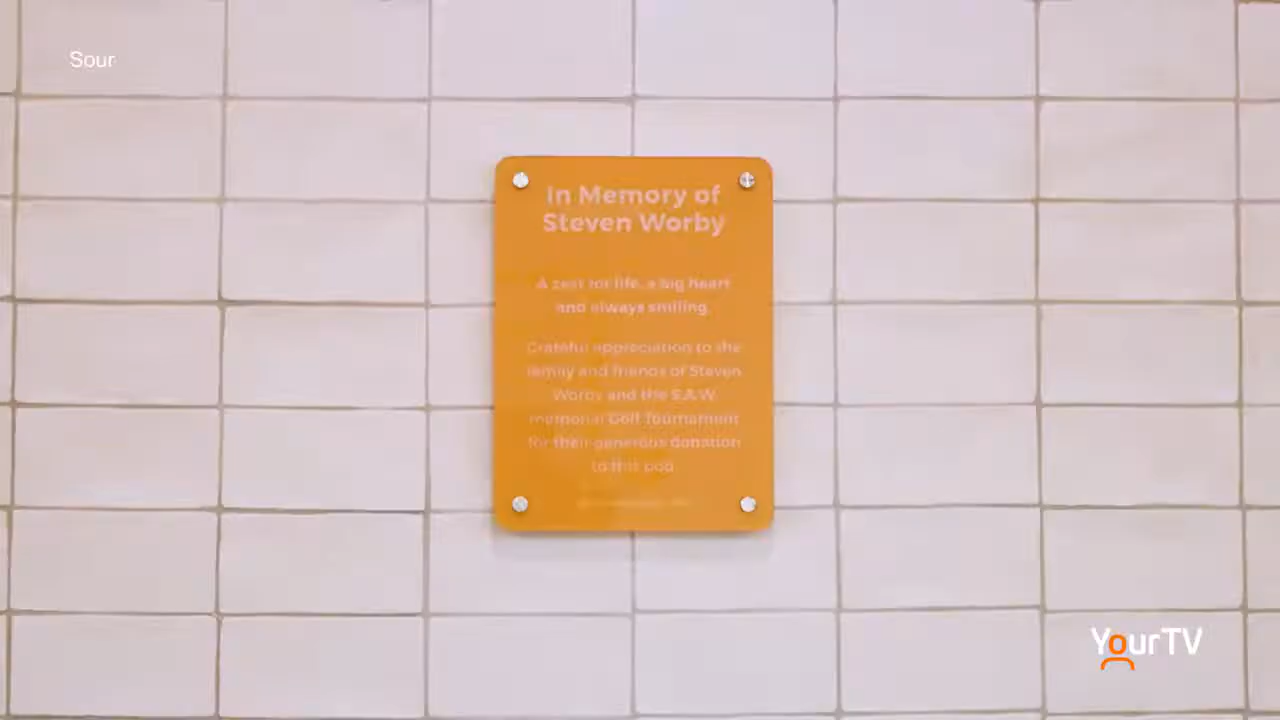 Sour
In Memory of
Steven Worby
A zest for life, a big heart
and always smiling.
Grateful appreciation to the
family and friends of Steven
Worby and the S.A.W.
memorial Golf Tournament
for their generous donation
to this pod
YourTV